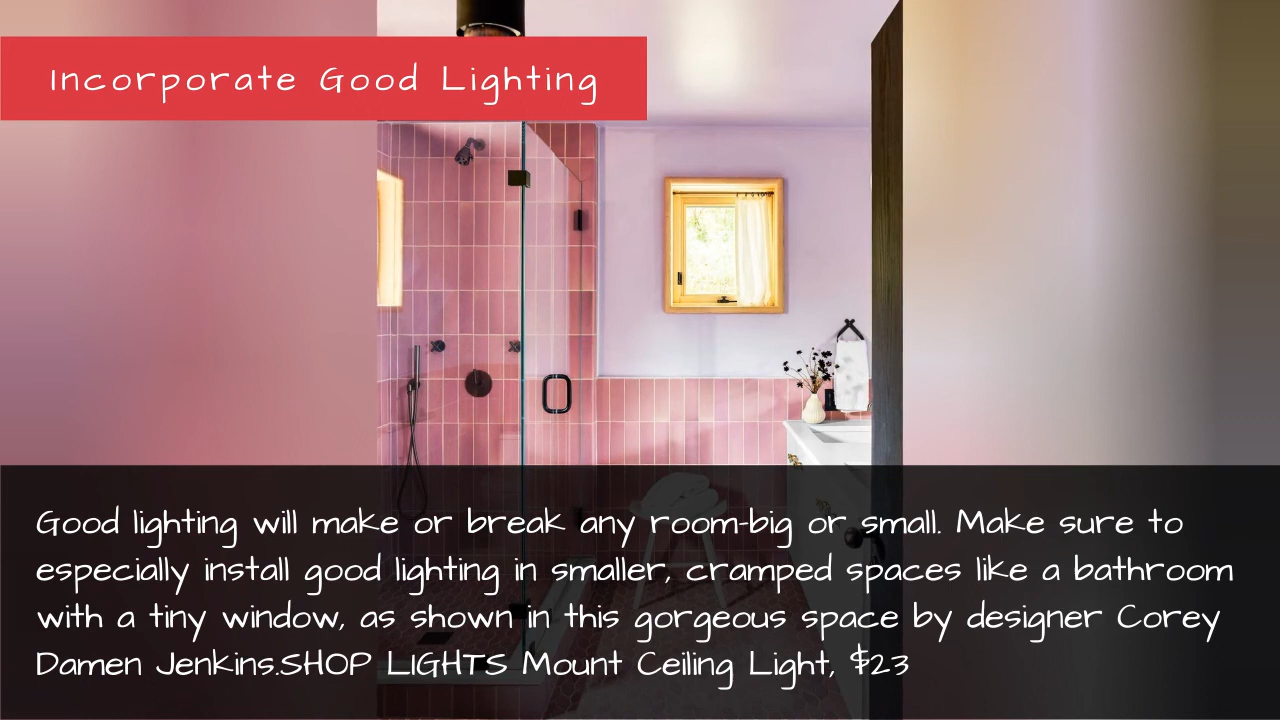 Incorporate Good Lighting
Good lighting will make or break any room-big or small. Make sure to
especially install good lighting in smaller, cramped spaces like a bathroom
with a tiny window, as shown in this gorgeous space by designer Corey
Damen Jenkins.SHOP LIGHTS Mount Ceiling Light, $23